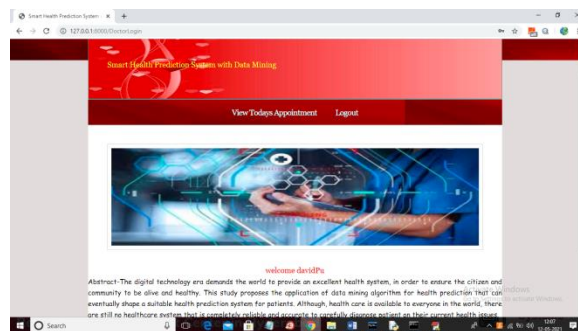 Smart Health Prediction System
127.0.0.1:8000/DoctorLogin
Smart Health Prediction System with Data Mining
View Todays Appointment Logout
welcome davidPu
Abstract-The digital technology era demands the world to provide an excellent health system, in order to ensure the citizen and
community to be alive and healthy. This study proposes the application of data mining algorithm for health prediction that can
eventually shape a suitable health prediction system for patients. Although, health care is available to everyone in the world, there
are still no healthcare system that is completely reliable and accurate to carefully diagnose patient on their current health issues.
Search
12:07
12-05-2021